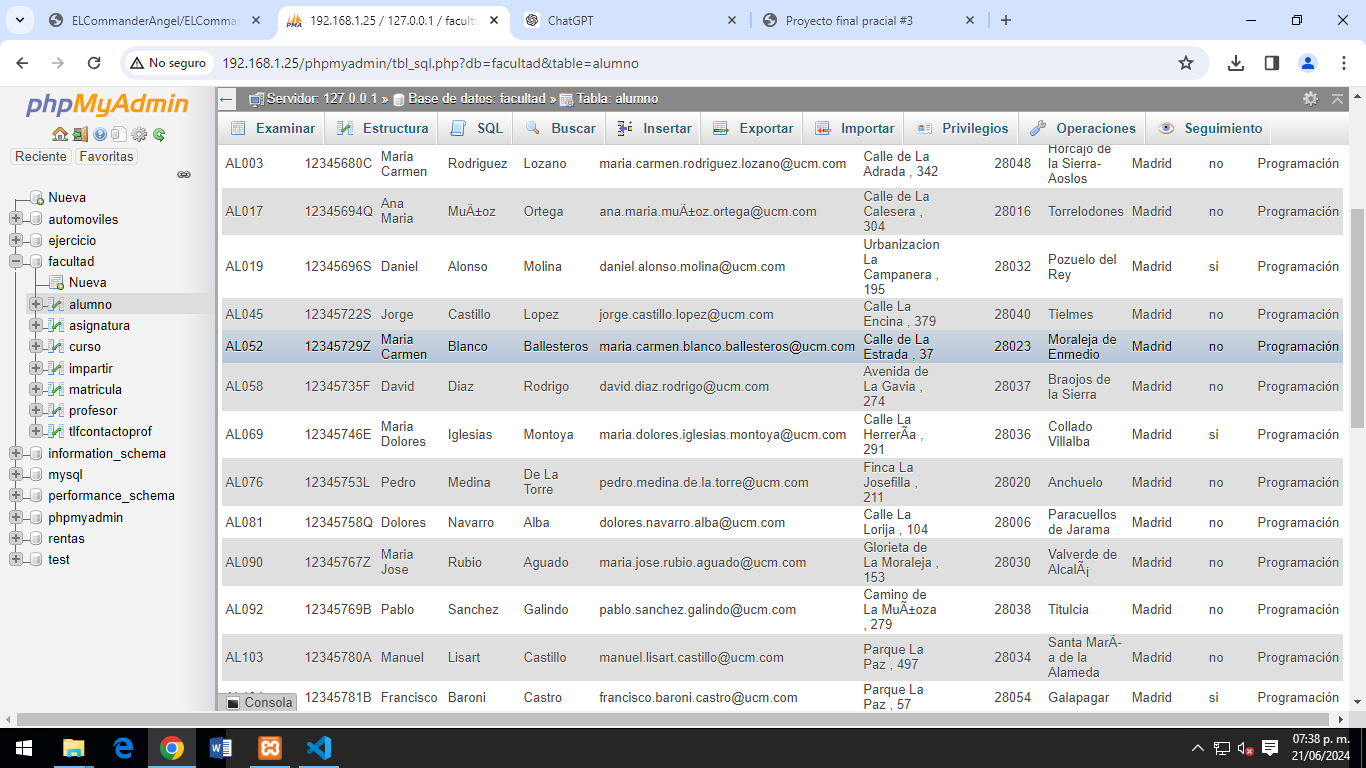 ELCommanderAngel/ELComman
192.168.1.25 / 127.0.0.1 / faculta
ChatGPT
Proyecto final pracial #3
No seguro
192.168.1.25/phpmyadmin/tbl_sql.php?db=facultad&table=alumno
phpMyAdmin
Reciente Favoritas
Nueva
automoviles
ejercicio
facultad
Nueva
alumno
asignatura
curso
impartir
matricula
profesor
tlfcontactoprof
information_schema
mysql
performance_schema
phpmyadmin
rentas
test
Servidor: 127.0.0.1 » Base de datos: facultad » Tabla: alumno
Examinar Estructura SQL Buscar Insertar Exportar Importar Privilegios Operaciones Seguimiento
AL003 12345680C Maria Carmen Rodriguez Lozano maria.carmen.rodriguez.lozano@ucm.com Calle de La Adrada , 342 28048 Horcajo de la Sierra-Aoslos Madrid no Programación
AL017 12345694Q Ana Maria MuÃ±oz Ortega ana.maria.muÃ±oz.ortega@ucm.com Calle de La Calesera , 304 28016 Torrelodones Madrid no Programación
AL019 12345696S Daniel Alonso Molina daniel.alonso.molina@ucm.com Urbanizacion La Campanera , 195 28032 Pozuelo del Rey Madrid si Programación
AL045 12345722S Jorge Castillo Lopez jorge.castillo.lopez@ucm.com Calle La Encina , 379 28040 Tielmes Madrid no Programación
AL052 12345729Z Maria Carmen Blanco Ballesteros maria.carmen.blanco.ballesteros@ucm.com Calle de La Estrada , 37 28023 Moraleja de Enmedio Madrid no Programación
AL058 12345735F David Diaz Rodrigo david.diaz.rodrigo@ucm.com Avenida de La Gavia , 274 28037 Braojos de la Sierra Madrid no Programación
AL069 12345746E Maria Dolores Iglesias Montoya maria.dolores.iglesias.montoya@ucm.com Calle La HerrerÃa , 291 28036 Collado Villalba Madrid si Programación
AL076 12345753L Pedro Medina De La Torre pedro.medina.de.la.torre@ucm.com Finca La Josefilla , 211 28020 Anchuelo Madrid no Programación
AL081 12345758Q Dolores Navarro Alba dolores.navarro.alba@ucm.com Calle La Lorija , 104 28006 Paracuellos de Jarama Madrid no Programación
AL090 12345767Z Maria Jose Rubio Aguado maria.jose.rubio.aguado@ucm.com Glorieta de La Moraleja , 153 28030 Valverde de AlcalÃ¡ Madrid no Programación
AL092 12345769B Pablo Sanchez Galindo pablo.sanchez.galindo@ucm.com Camino de La MuÃ±oza , 279 28038 Titulcia Madrid no Programación
AL103 12345780A Manuel Lisart Castillo manuel.lisart.castillo@ucm.com Parque La Paz , 497 28034 Santa MarÃ-a de la Alameda Madrid no Programación
12345781B Francisco Baroni Castro francisco.baroni.castro@ucm.com Parque La Paz , 57 28054 Galapagar Madrid si Programación
Consola
07:38 p. m.
21/06/2024